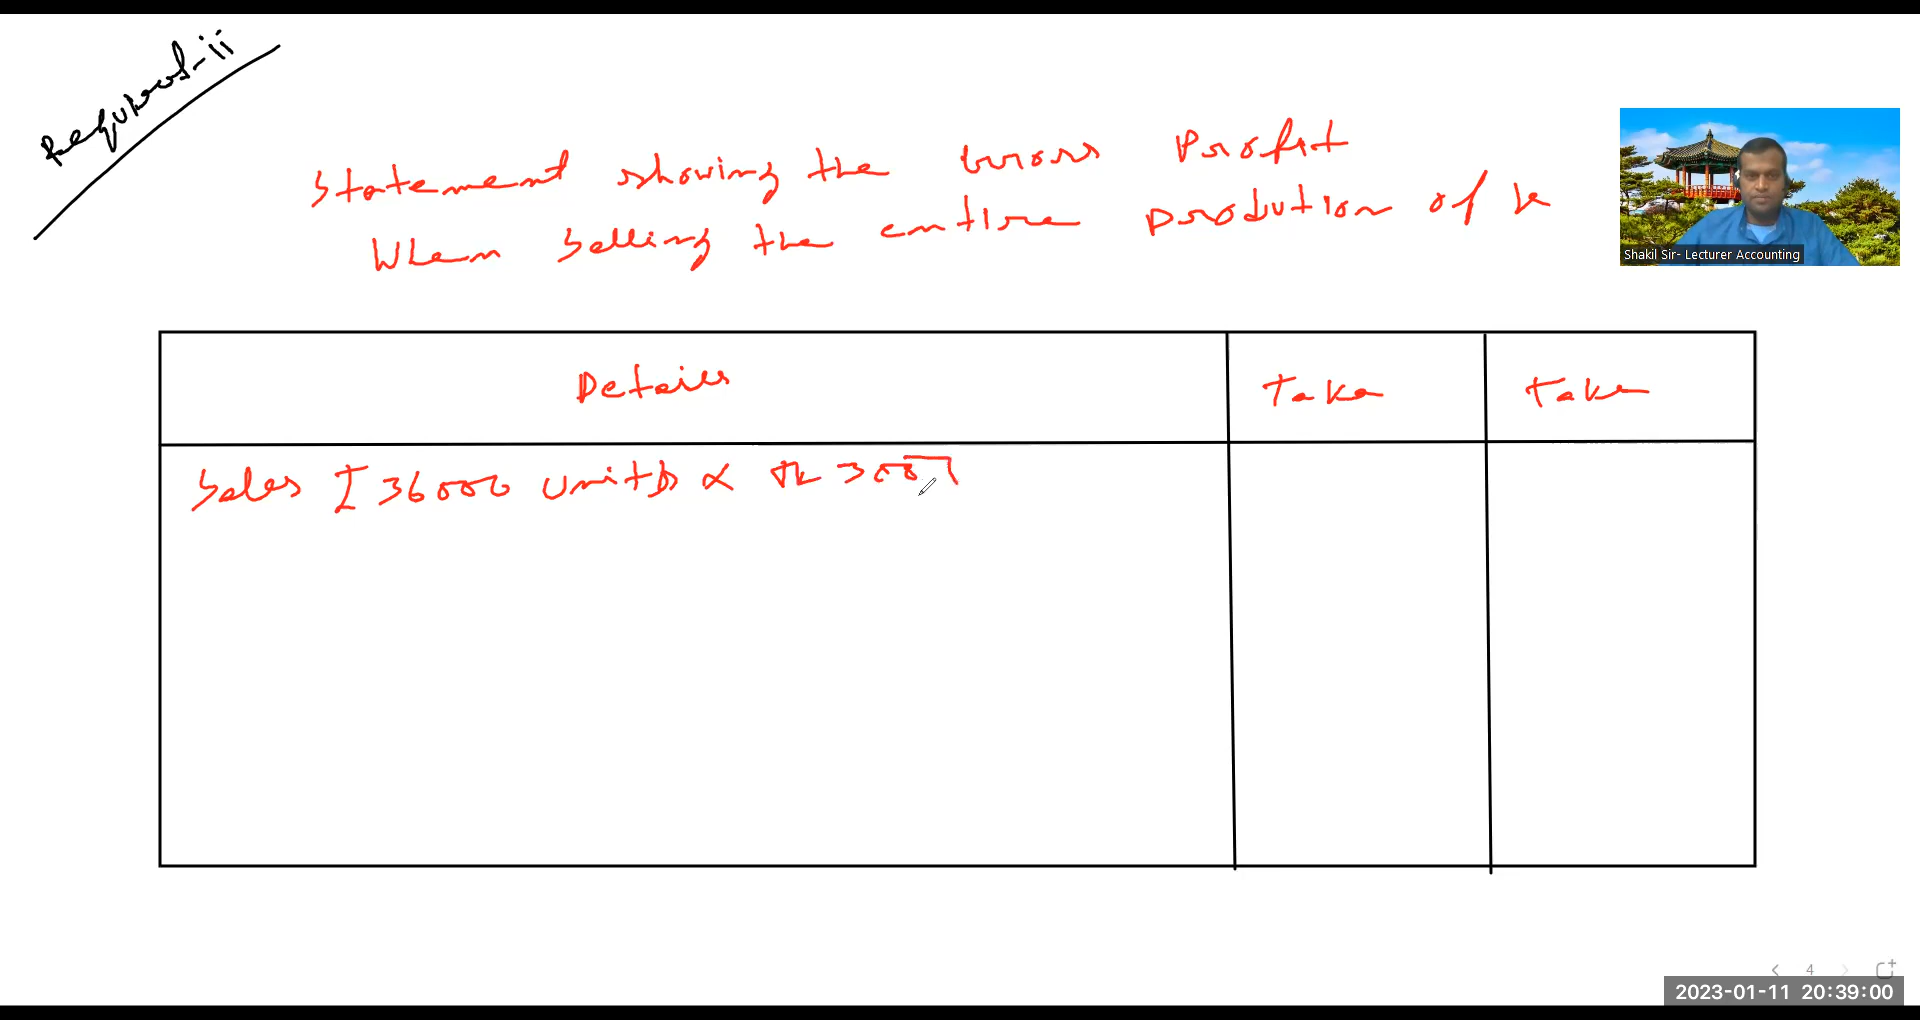 Required-ii
Statement showing the Gross Profit
When Selling the entire production of K
Shakil Sir- Lecturer Accounting
Details Taka Taka
Sales [36000 units × Tk 300]
4
2023-01-11 20:39:00